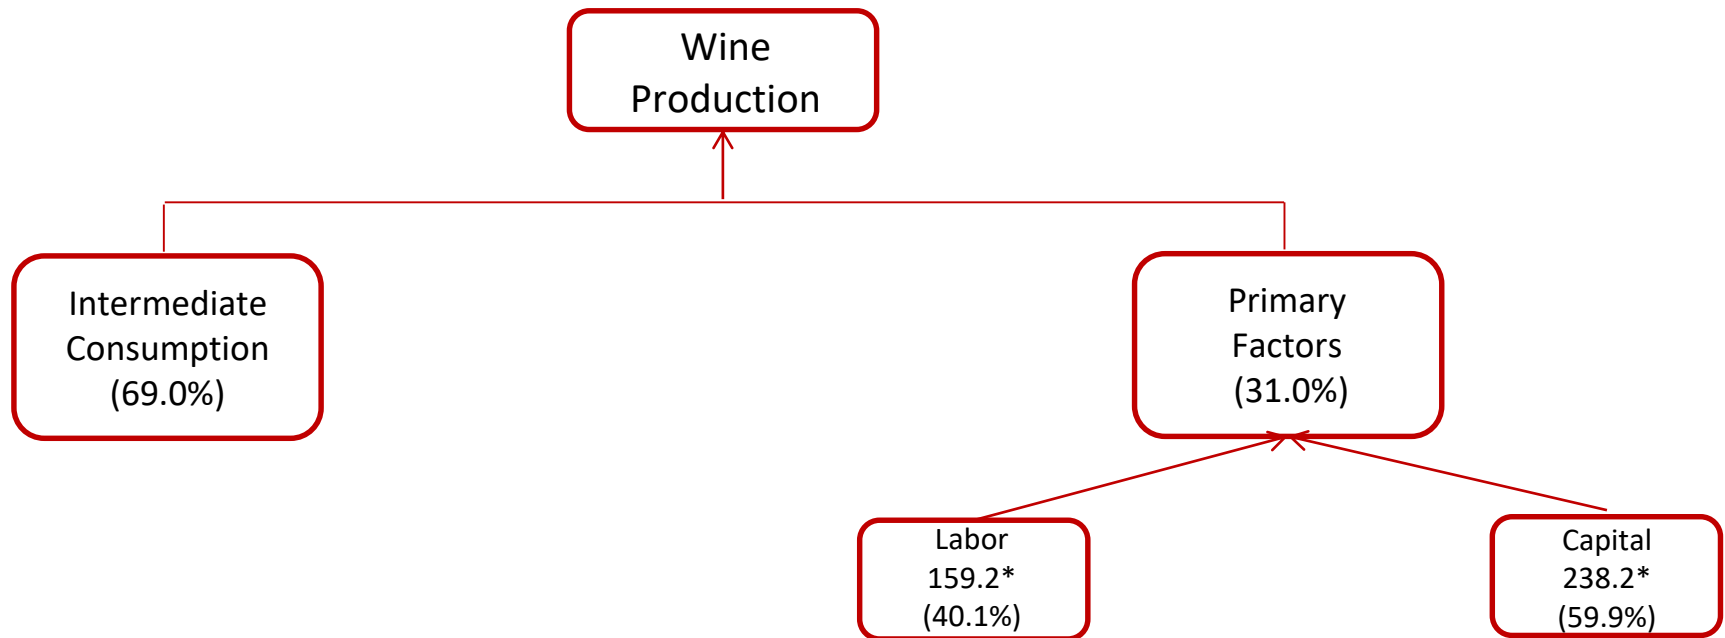 Wine
Production
Intermediate
Consumption
(69.0%)
Primary
Factors
(31.0%)
Labor
159.2*
(40.1%)
Capital
238.2*
(59.9%)